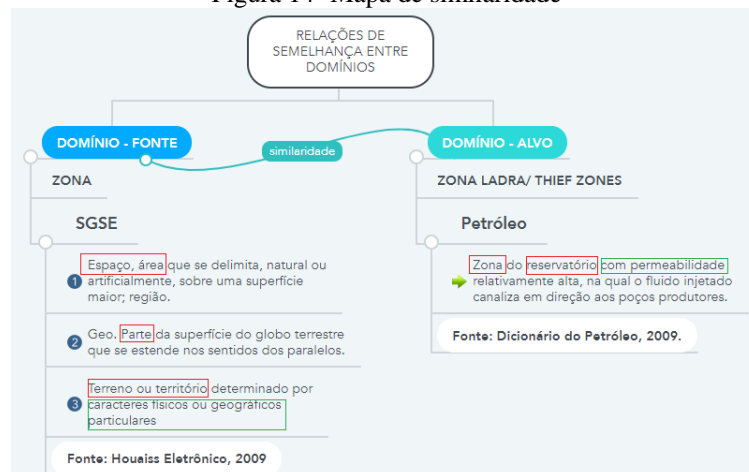 Figura 14- Mapa de similaridade
RELAÇÕES DE
SEMELHANÇA ENTRE
DOMÍNIOS
DOMÍNIO - FONTE
similaridade
DOMÍNIO - ALVO
ZONA
SGSE
1 Espaço, área que se delimita, natural ou
artificialmente, sobre uma superfície
maior; região.
2 Geo. Parte da superfície do globo terrestre
que se estende nos sentidos dos paralelos.
3 Terreno ou território determinado por
caracteres físicos ou geográficos
particulares
Fonte: Houaiss Eletrônico, 2009
ZONA LADRA/ THIEF ZONES
Petróleo
Zona do reservatório com permeabilidade
relativamente alta, na qual o fluido injetado
canaliza em direção aos poços produtores.
Fonte: Dicionário do Petróleo, 2009.